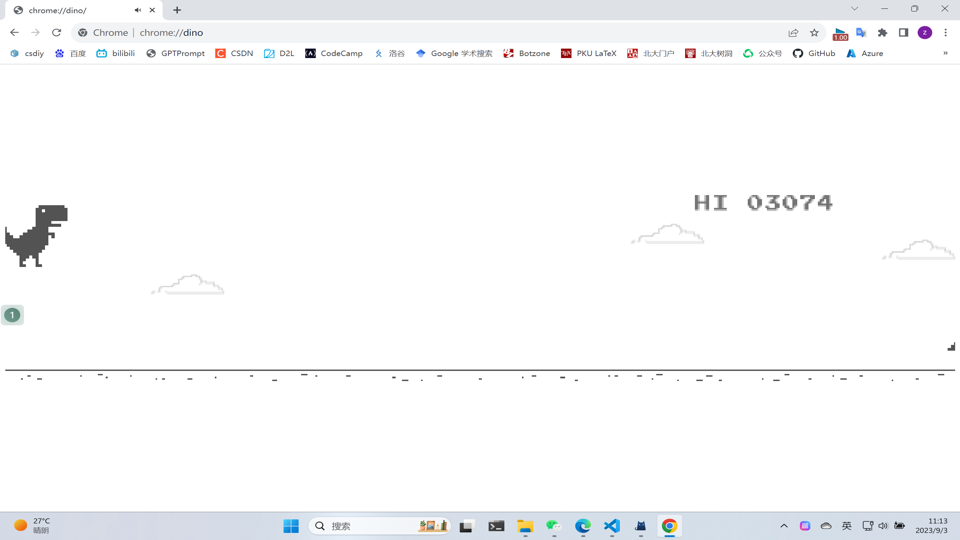 chrome://dino/
Chrome | chrome://dino
1.00
z
csdiy 百度 bilibili GPTPrompt CSDN D2L CodeCamp 洛谷 Google 学术搜索 Botzone PKU LaTeX 北大门户 北大树洞 公众号 GitHub Azure »
HI 03074
1
27°C
晴朗
搜索
英
11:13
2023/9/3